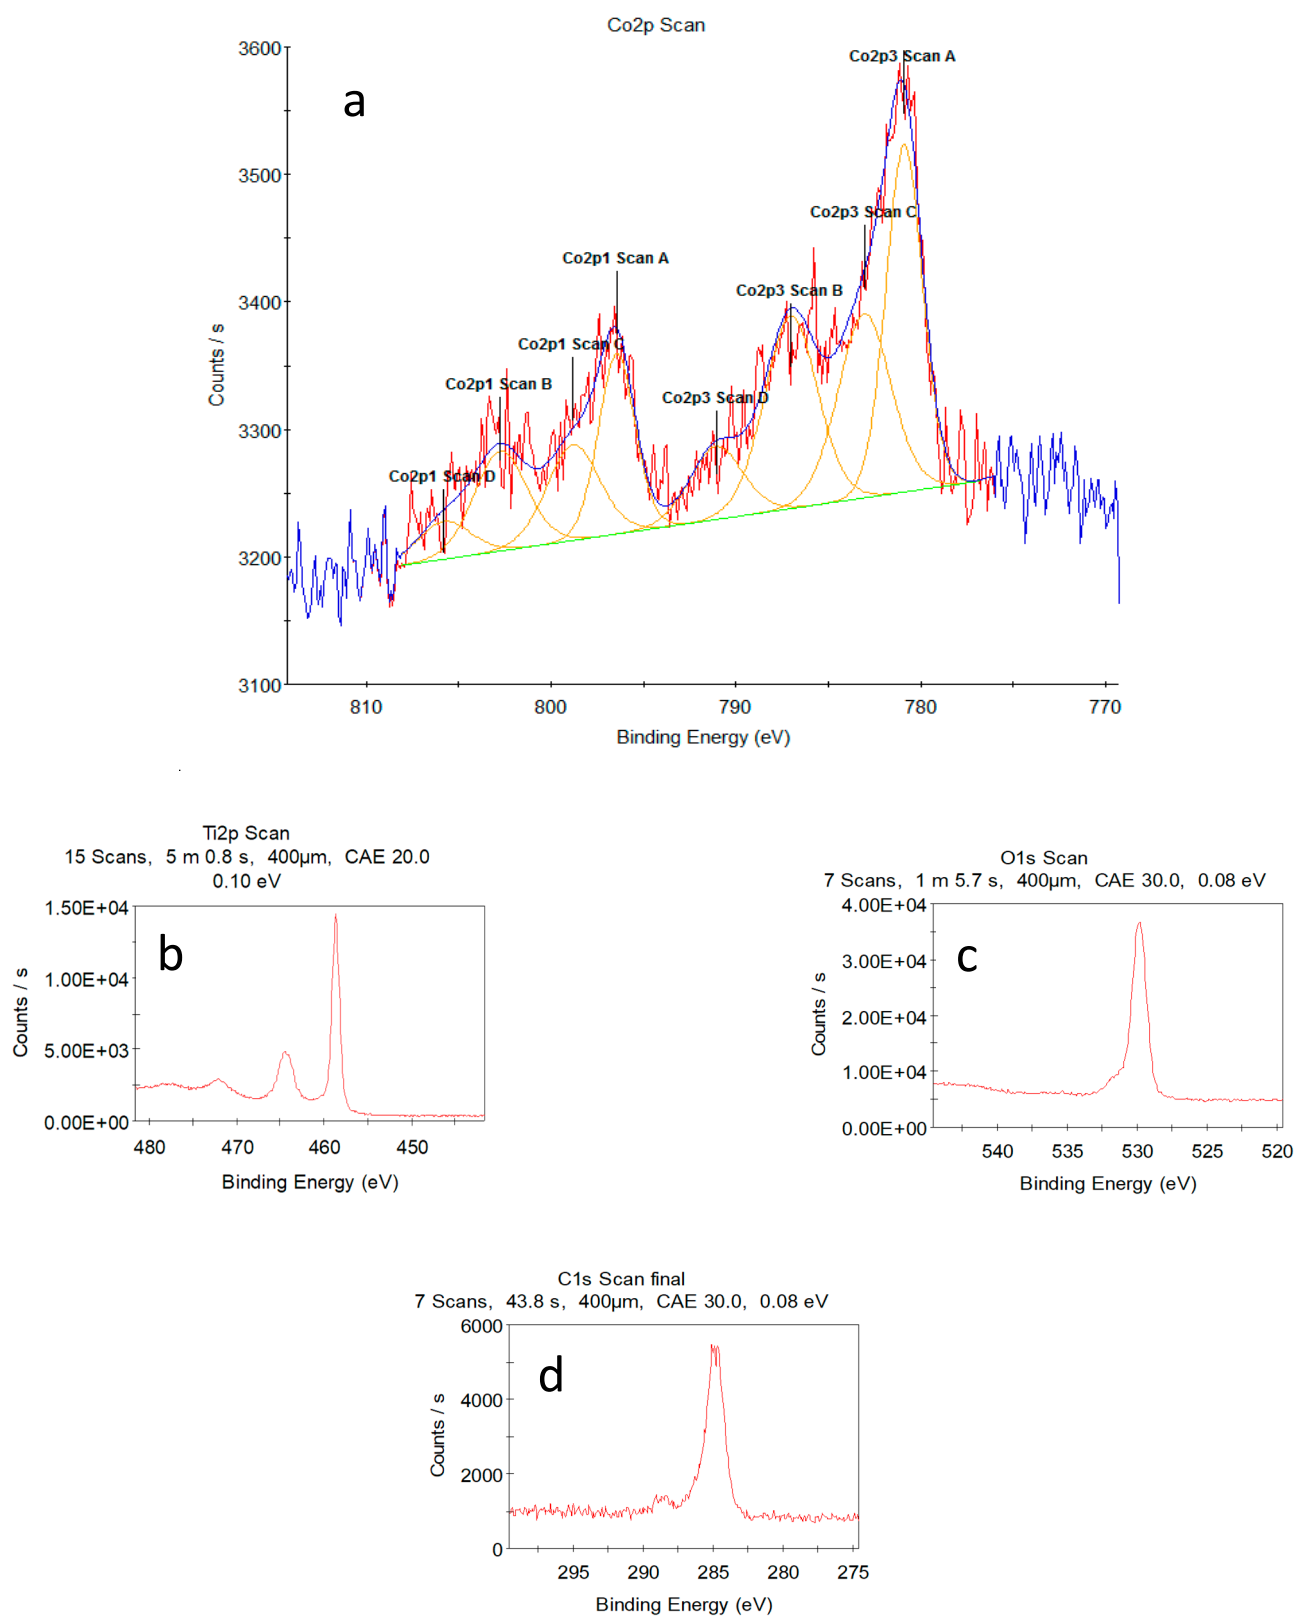 Co2p Scan
a
Co2p3 Scan A
Co2p3 Scan C
Co2p1 Scan A
Co2p3 Scan B
Co2p1 Scan C
Co2p1 Scan B
Co2p3 Scan D
Co2p1 Scan D
3600
3500
3400
3300
3200
3100
Counts / s
810 800 790 780 770
Binding Energy (eV)
Ti2p Scan
15 Scans, 5 m 0.8 s, 400µm, CAE 20.0
0.10 eV
b
1.50E+04
1.00E+04
5.00E+03
0.00E+00
Counts / s
480 470 460 450
Binding Energy (eV)
O1s Scan
7 Scans, 1 m 5.7 s, 400µm, CAE 30.0, 0.08 eV
c
4.00E+04
3.00E+04
2.00E+04
1.00E+04
0.00E+00
Counts / s
540 535 530 525 520
Binding Energy (eV)
C1s Scan final
7 Scans, 43.8 s, 400µm, CAE 30.0, 0.08 eV
d
6000
4000
2000
0
Counts / s
295 290 285 280 275
Binding Energy (eV)